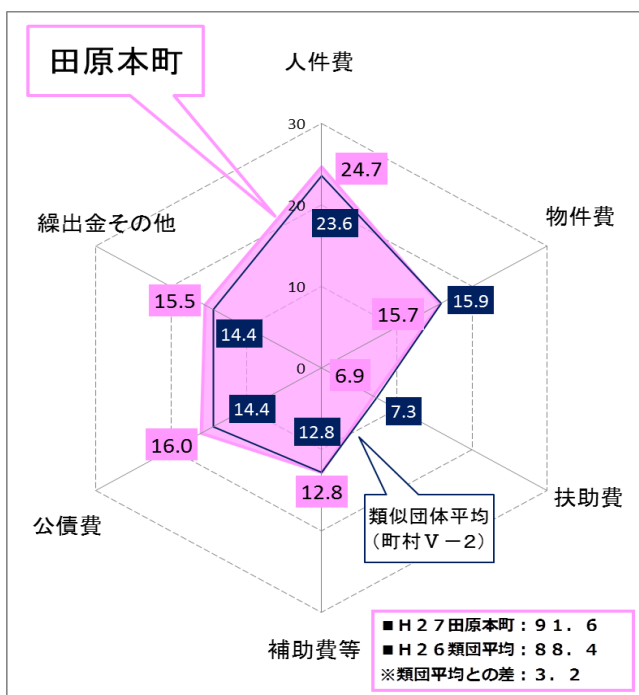 田原本町
人件費
30
24.7
20
23.6
繰出金その他
物件費
15.5
10
15.7
15.9
14.4
0
6.9
14.4
7.3
16.0
12.8
12.8
類似団体平均
(町村Ⅴ－2)
扶助費
公債費
補助費等
■Ｈ２７田原本町：９１．６
■Ｈ２６類団平均：８８．４
※類団平均との差：３．２